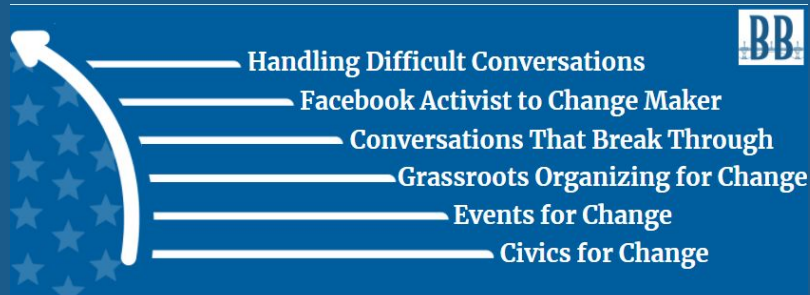 BB
Handling Difficult Conversations
Facebook Activist to Change Maker
Conversations That Break Through
Grassroots Organizing for Change
Events for Change
Civics for Change